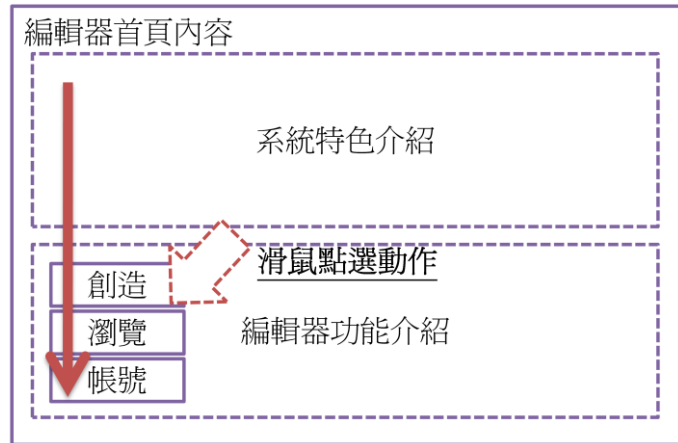 編輯器首頁內容
系統特色介紹
滑鼠點選動作
創造
瀏覽
編輯器功能介紹
帳號